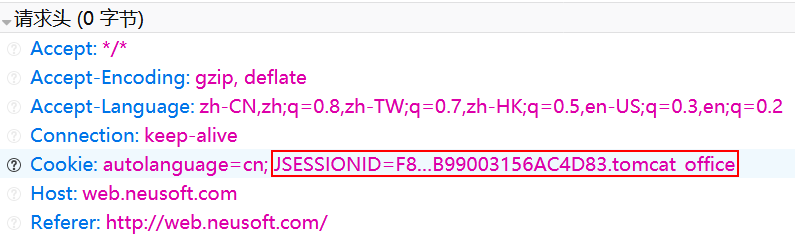 请求头 (0 字节)
Accept: */*
Accept-Encoding: gzip, deflate
Accept-Language: zh-CN,zh;q=0.8,zh-TW;q=0.7,zh-HK;q=0.5,en-US;q=0.3,en;q=0.2
Connection: keep-alive
Cookie: autolanguage=cn; JSESSIONID=F8...B99003156AC4D83.tomcat_office
Host: web.neusoft.com
Referer: http://web.neusoft.com/